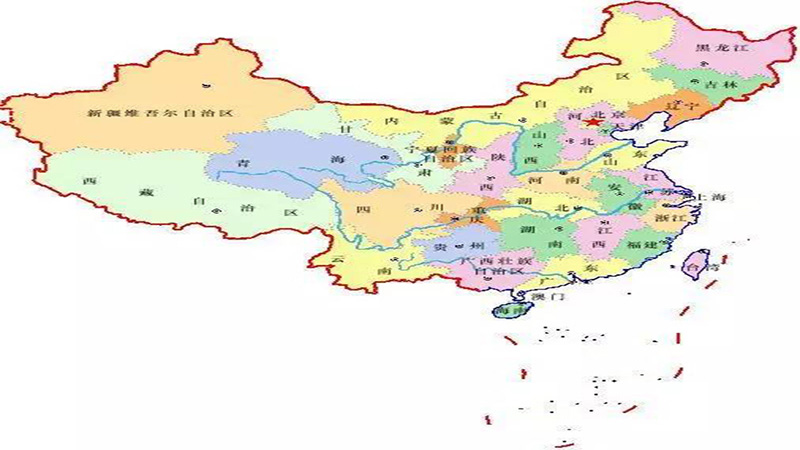 黑龙江
吉林
辽宁
内蒙古自治区
新疆维吾尔自治区
甘肃
北京
天津
河北
山西
山东
宁夏回族
自治区
青海
陕西
西藏自治区
河南
江苏
安徽
上海
四川
重庆
湖北
浙江
湖南
江西
福建
贵州
云南
广西壮族
自治区
广东
台湾
澳门
海南